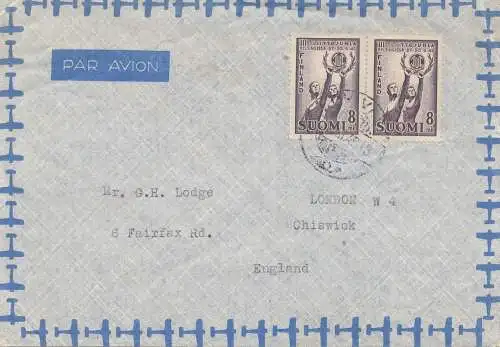 PAR AVION
FINLAND
SUOMI 8
FINLAND
SUOMI 8
Mr. G.H. Lodge
6 Fairfax Rd.
LONDON W 4
Chiswick
England